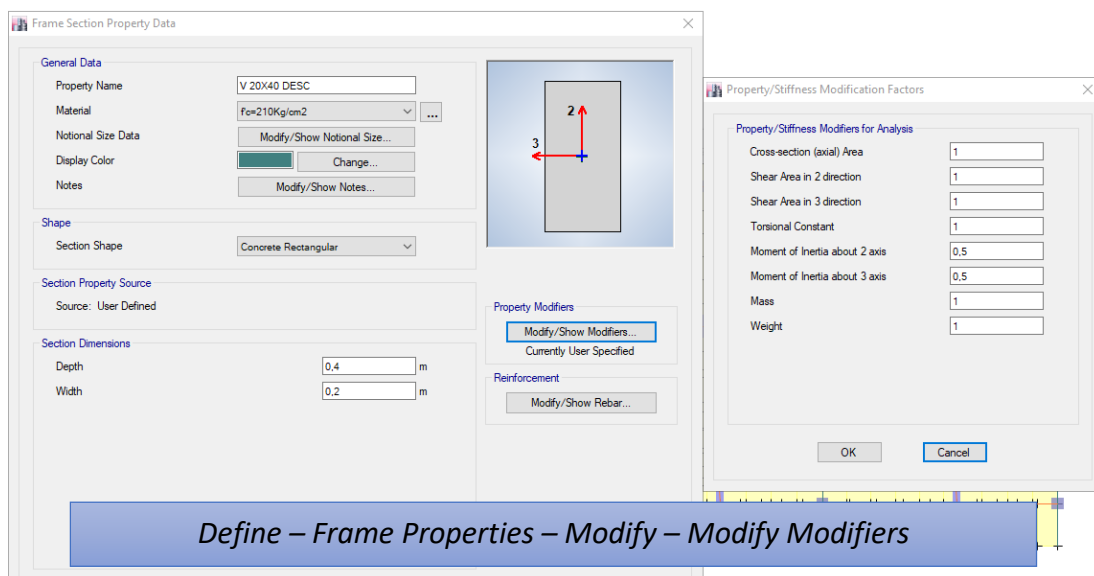 Frame Section Property Data
General Data
Property Name V 20X40 DESC
Material f'c=210Kg/cm2 ...
Notional Size Data Modify/Show Notional Size...
Display Color Change...
Notes Modify/Show Notes...
Shape
Section Shape Concrete Rectangular
Section Property Source
Source: User Defined
Section Dimensions
Depth 0,4 m
Width 0,2 m
2
3
Property Modifiers
Modify/Show Modifiers...
Currently User Specified
Reinforcement
Modify/Show Rebar...
Property/Stiffness Modification Factors
Property/Stiffness Modifiers for Analysis
Cross-section (axial) Area 1
Shear Area in 2 direction 1
Shear Area in 3 direction 1
Torsional Constant 1
Moment of Inertia about 2 axis 0,5
Moment of Inertia about 3 axis 0,5
Mass 1
Weight 1
OK Cancel
Define – Frame Properties – Modify – Modify Modifiers